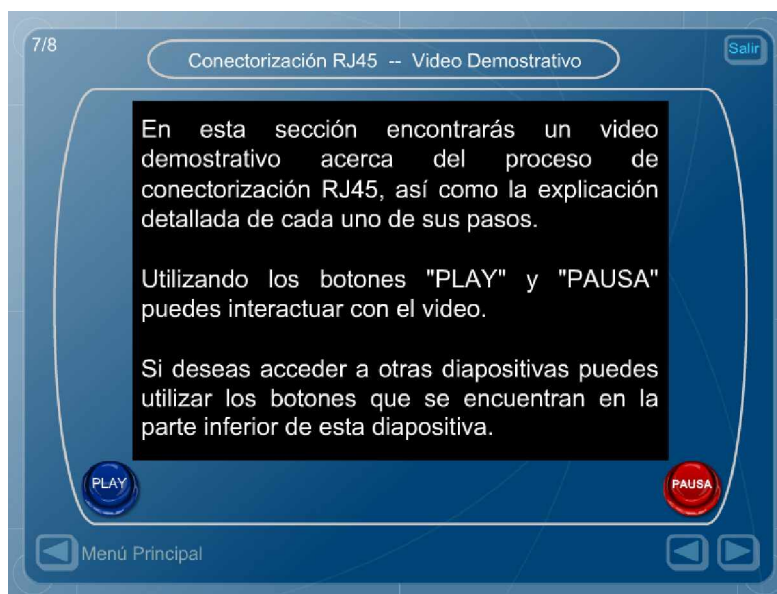 7/8
Conectorización RJ45 -- Video Demostrativo
Salir
En esta sección encontrarás un video
demostrativo acerca del proceso de
conectorización RJ45, así como la explicación
detallada de cada uno de sus pasos.
Utilizando los botones "PLAY" y "PAUSA"
puedes interactuar con el video.
Si deseas acceder a otras diapositivas puedes
utilizar los botones que se encuentran en la
parte inferior de esta diapositiva.
PLAY
PAUSA
Menú Principal